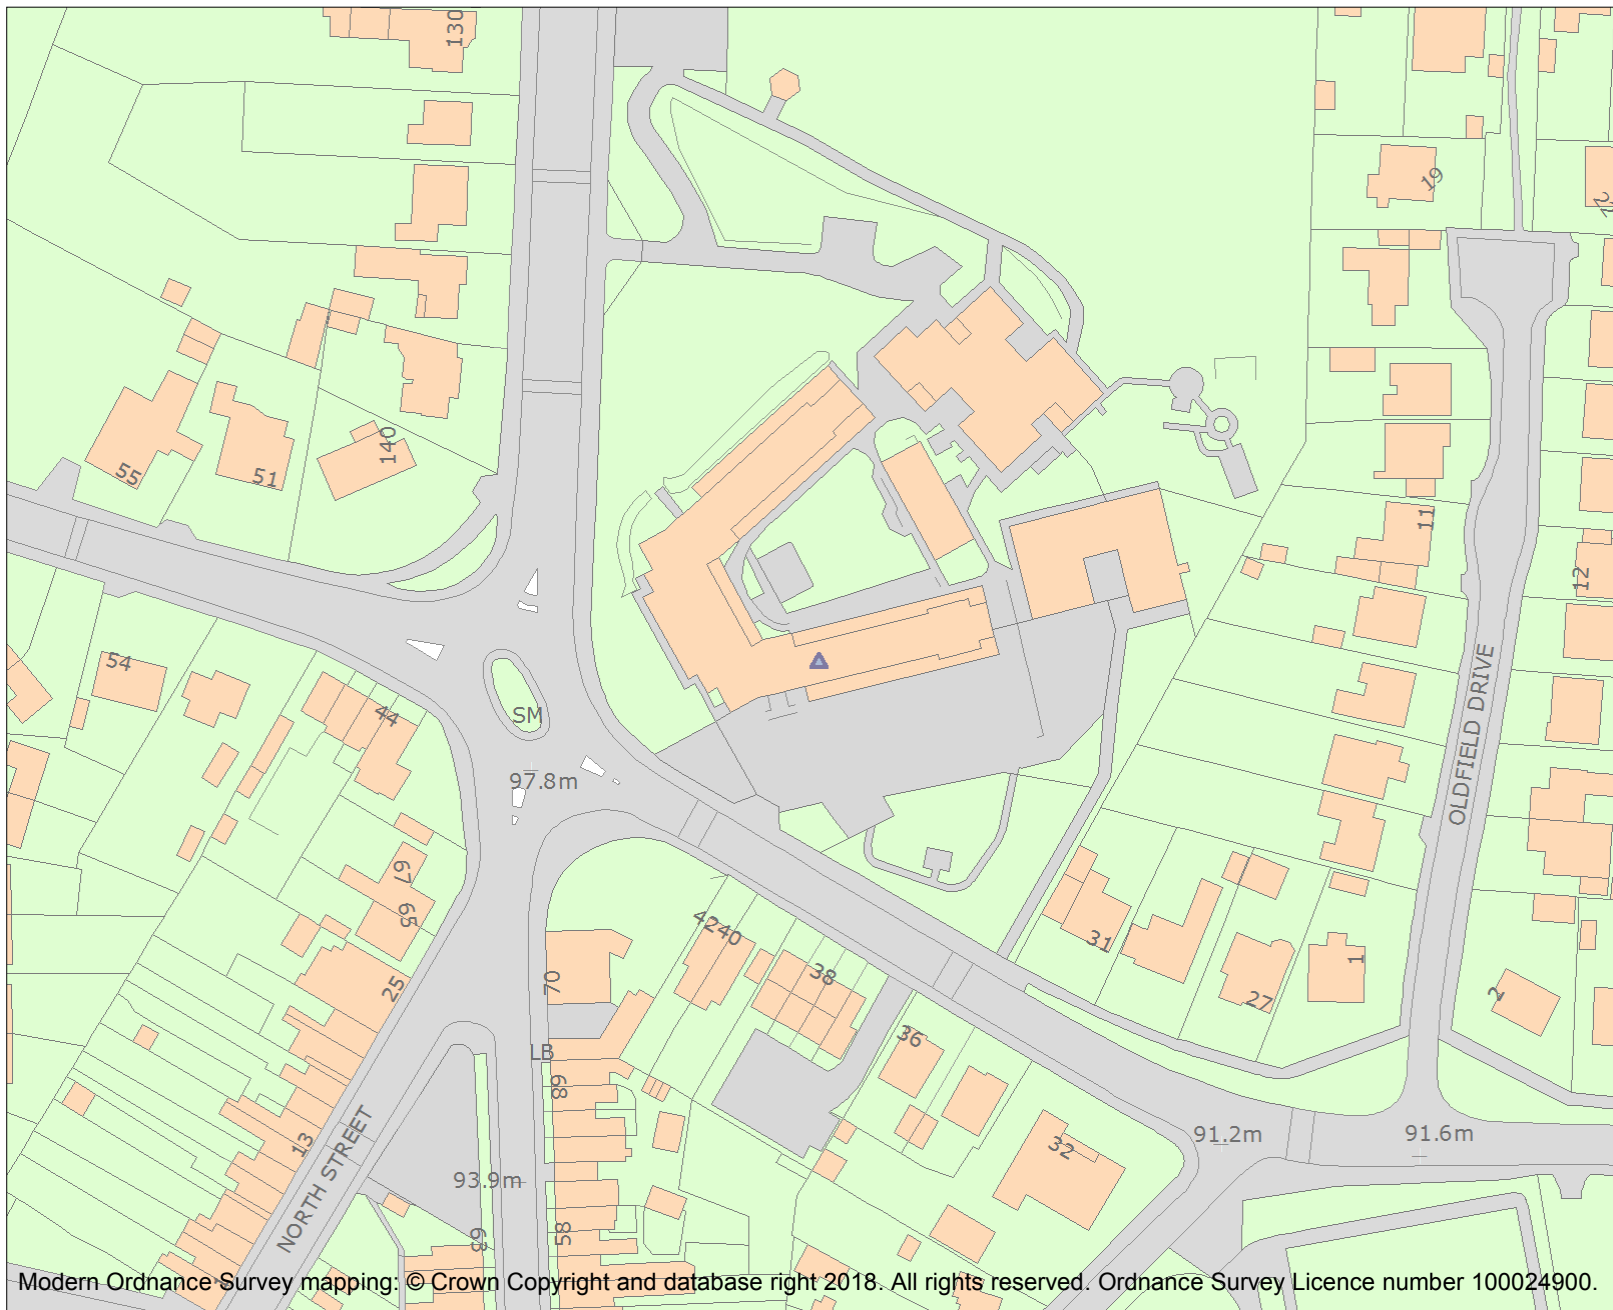 130
19
140
55
51
11
12
54
44
SM
OLDFIELD DRIVE
97.8m
67
65
4240
31
25
70
38
27
1
2
36
LB
68
32
13
NORTH STREET
91.2m
91.6m
93.9m
63
58
Modern Ordnance Survey mapping: © Crown Copyright and database right 2018. All rights reserved. Ordnance Survey Licence number 100024900.